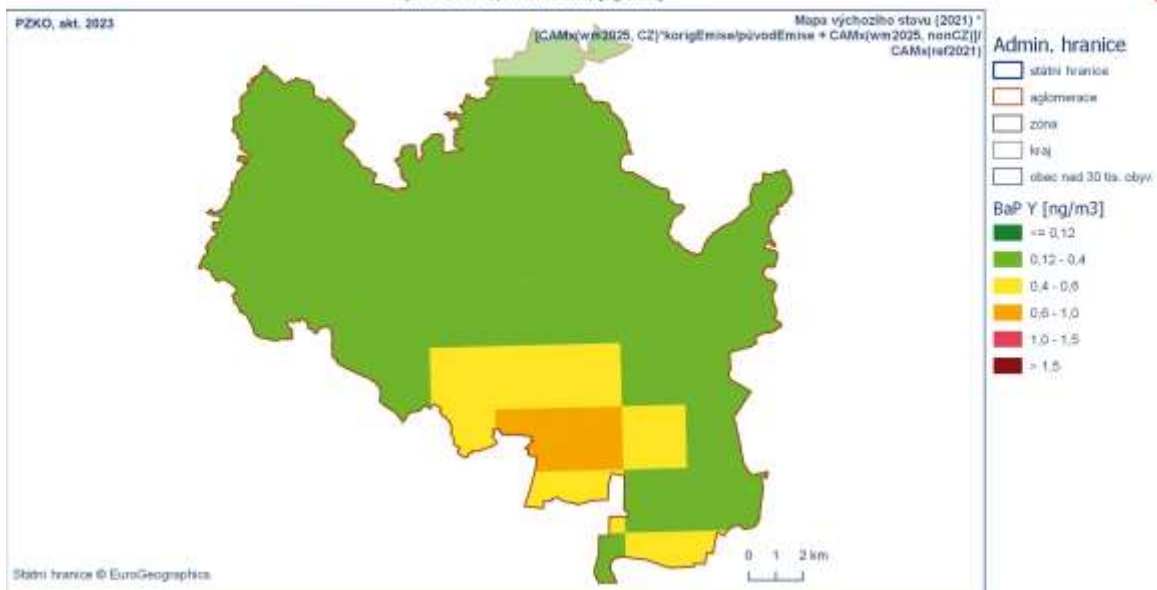 PZKO, akt. 2023
Mapa výchozího stavu (2021) *
[CAMx(wm2025, CZ)*korigEmise/původEmise + CAMx(wm2025, nonCZ)]/
CAMx(ref2021)
Admin. hranice
státní hranice
aglomerace
zóna
kraj
obec nad 30 tis. obyv.
BaP Y [ng/m3]
<= 0,12
0,12 - 0,4
0,4 - 0,6
0,6 - 1,0
1,0 - 1,5
> 1,5
0 1 2 km
Státní hranice © EuroGeographics